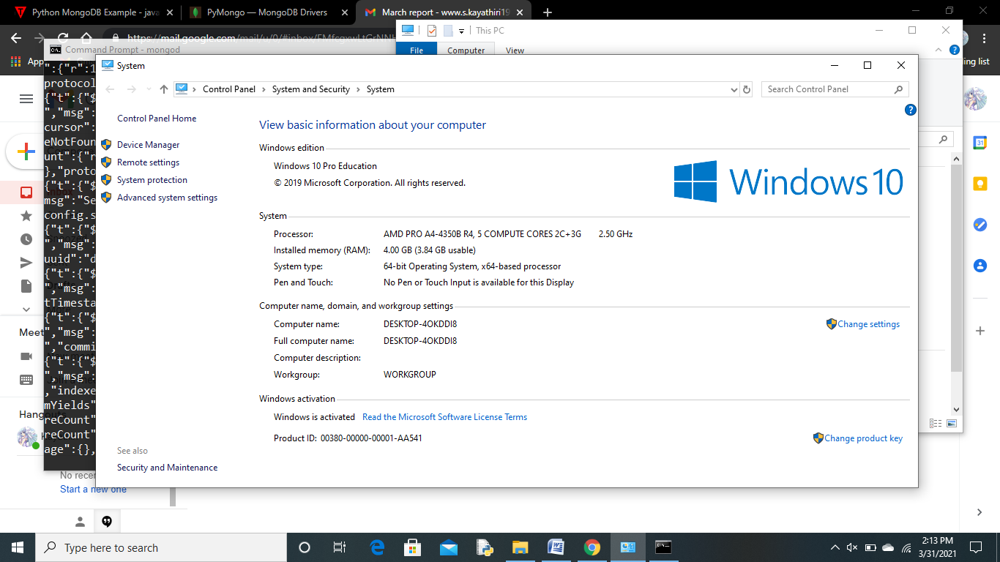 Python MongoDB Example - java
PyMongo — MongoDB Drivers
March report - www.s.kayathiri19
https://mail.google.com/mail/u/0/#inbox/FMfcgxwLtGrNNH
This PC
File Computer View
Command Prompt - mongod
App
ning list
System
Control Panel > System and Security > System
Search Control Panel
Control Panel Home
Device Manager
Remote settings
System protection
Advanced system settings
See also
Security and Maintenance
View basic information about your computer
Windows edition
Windows 10 Pro Education
© 2019 Microsoft Corporation. All rights reserved.
Windows 10
System
Processor: AMD PRO A4-4350B R4, 5 COMPUTE CORES 2C+3G 2.50 GHz
Installed memory (RAM): 4.00 GB (3.84 GB usable)
System type: 64-bit Operating System, x64-based processor
Pen and Touch: No Pen or Touch Input is available for this Display
Computer name, domain, and workgroup settings
Computer name: DESKTOP-4OKDDI8
Change settings
Full computer name: DESKTOP-4OKDDI8
Computer description:
Workgroup: WORKGROUP
Windows activation
Windows is activated Read the Microsoft Software License Terms
Product ID: 00380-00000-00001-AA541
Change product key
":{"r":1
protocol
{"t":{"$
","msg":
cursor":
eNotFoun
unt":{"r
},"proto
{"t":{"$
msg":"Se
config.s
{"t":{"$
","msg":
uuid":"d
{"t":{"$
","msg":
tTimesta
{"t":{"$
","msg":
","commi
{"t":{"$
","msg":
,"indexe
mYields"
reCount"
reCount"
age":{},
Meet
Hangouts
No recen
Start a new one
Type here to search
2:13 PM
3/31/2021